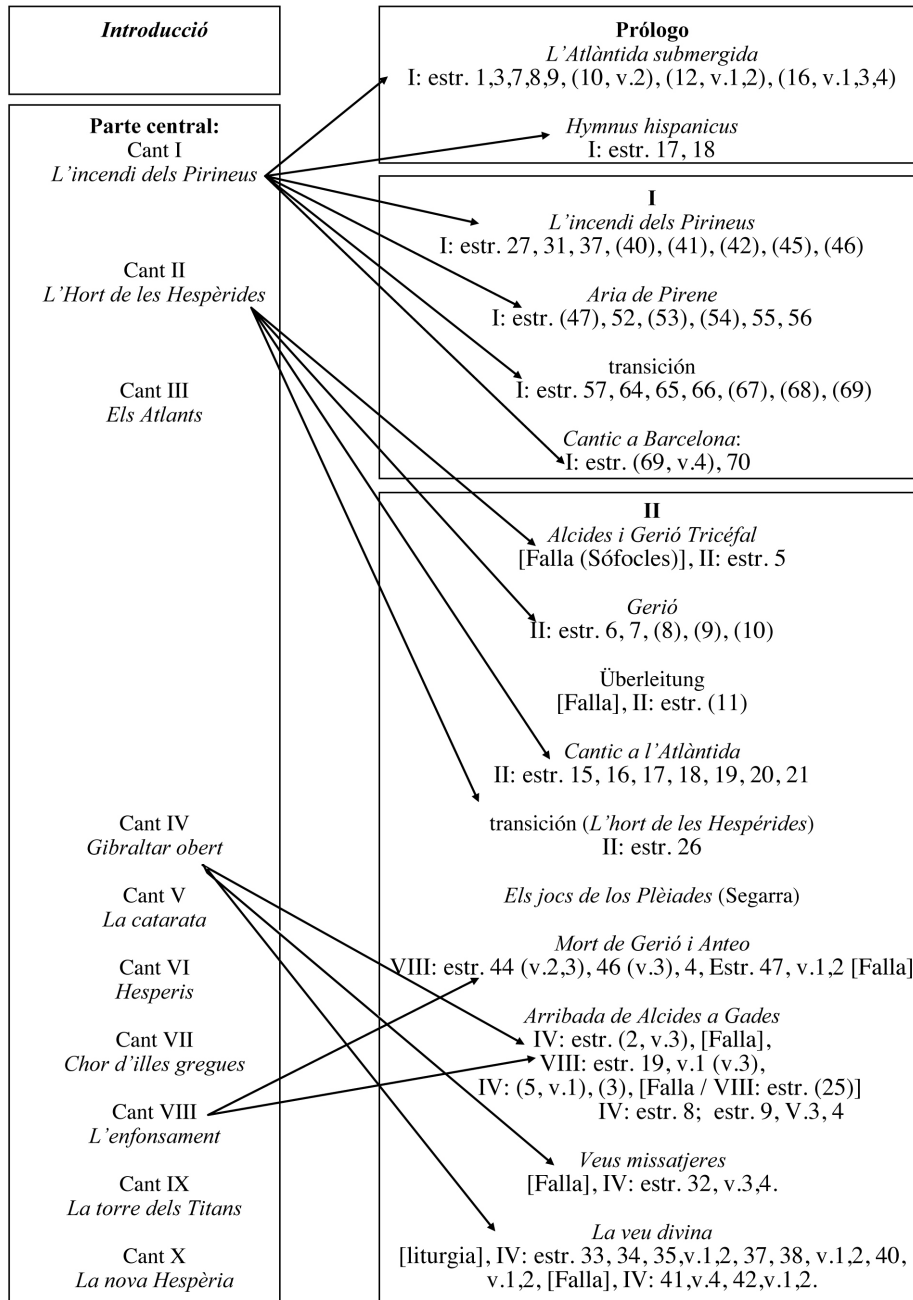 Introducció
Parte central:
Cant I
L'incendi dels Pirineus
Cant II
L'Hort de les Hespèrides
Cant III
Els Atlants
Cant IV
Gibraltar obert
Cant V
La catarata
Cant VI
Hesperis
Cant VII
Chor d'illes gregues
Cant VIII
L'enfonsament
Cant IX
La torre dels Titans
Cant X
La nova Hespèria
Prólogo
L'Atlàntida submergida
I: estr. 1,3,7,8,9, (10, v.2), (12, v.1,2), (16, v.1,3,4)
Hymnus hispanicus
I: estr. 17, 18
I
L'incendi dels Pirineus
I: estr. 27, 31, 37, (40), (41), (42), (45), (46)
Aria de Pirene
I: estr. (47), 52, (53), (54), 55, 56
transición
I: estr. 57, 64, 65, 66, (67), (68), (69)
Cantic a Barcelona:
I: estr. (69, v.4), 70
II
Alcides i Gerió Tricéfal
[Falla (Sófocles)], II: estr. 5
Gerió
II: estr. 6, 7, (8), (9), (10)
Überleitung
[Falla], II: estr. (11)
Cantic a l'Atlàntida
II: estr. 15, 16, 17, 18, 19, 20, 21
transición (L'hort de les Hespérides)
II: estr. 26
Els jocs de los Plèiades (Segarra)
Mort de Gerió i Anteo
VIII: estr. 44 (v.2,3), 46 (v.3), 4, Estr. 47, v.1,2 [Falla]
Arribada de Alcides a Gades
IV: estr. (2, v.3), [Falla],
VIII: estr. 19, v.1 (v.3),
IV: (5, v.1), (3), [Falla / VIII: estr. (25)]
IV: estr. 8; estr. 9, V.3, 4
Veus missatjeres
[Falla], IV: estr. 32, v.3,4.
La veu divina
[liturgia], IV: estr. 33, 34, 35,v.1,2, 37, 38, v.1,2, 40,
v.1,2, [Falla], IV: 41,v.4, 42,v.1,2.